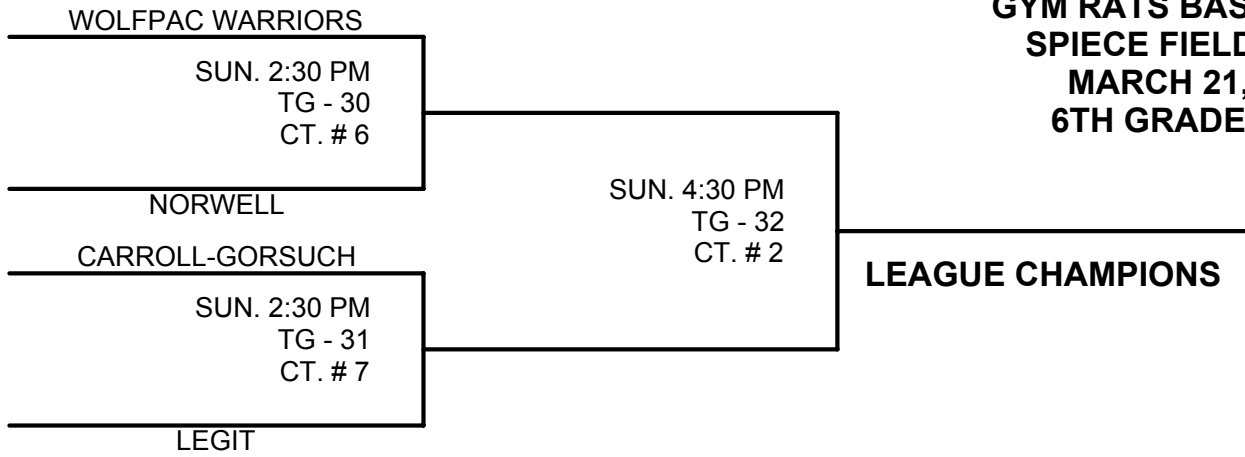 WOLFPAC WARRIORS
SUN. 2:30 PM
TG - 30
CT. # 6
NORWELL
CARROLL-GORSUCH
SUN. 2:30 PM
TG - 31
CT. # 7
LEGIT
SUN. 4:30 PM
TG - 32
CT. # 2
LEAGUE CHAMPIONS
GYM RATS BAS
SPIECE FIELD
MARCH 21,
6TH GRADE